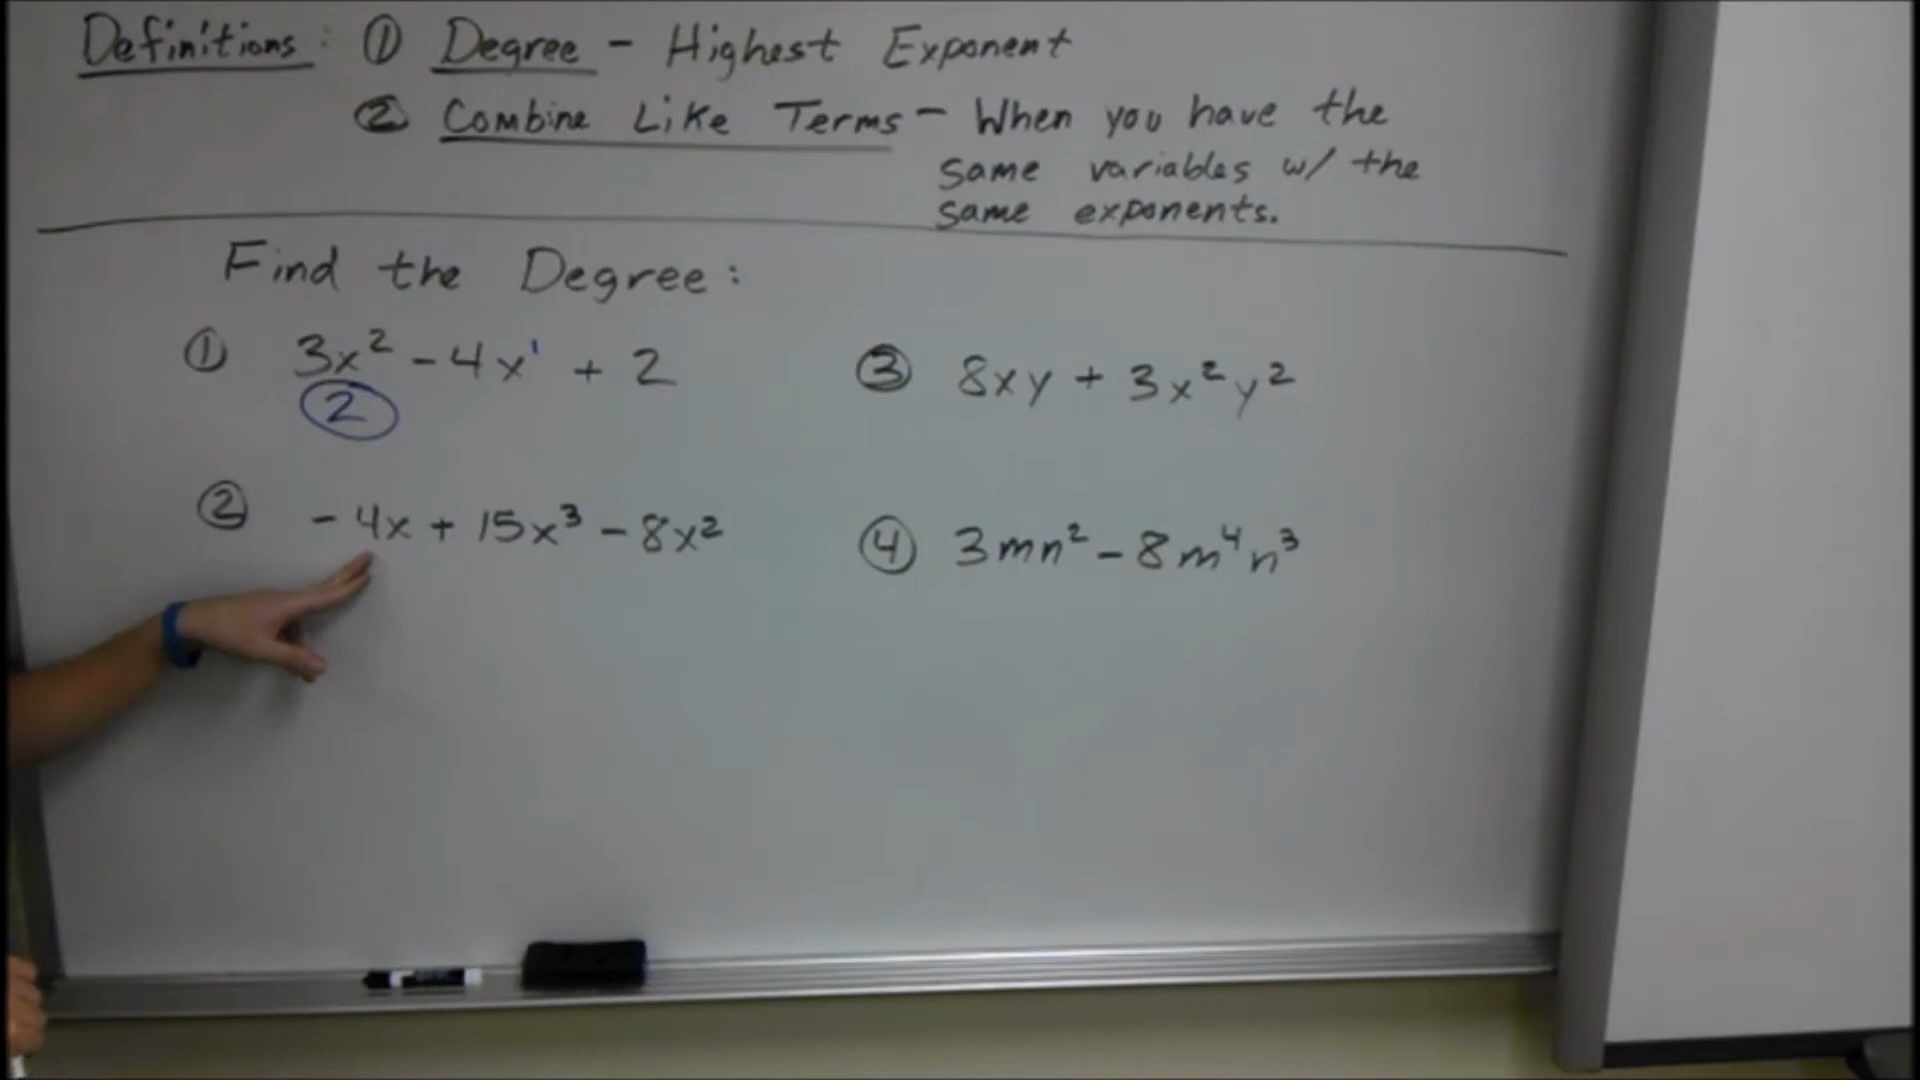 Definitions: ① Degree - Highest Exponent
② Combine Like Terms - When you have the
same variables w/ the
same exponents.
Find the Degree:
① 3x² - 4x¹ + 2
2
② - 4x + 15x³ - 8x²
③ 8xy + 3x²y²
④ 3mn² - 8m⁴n³